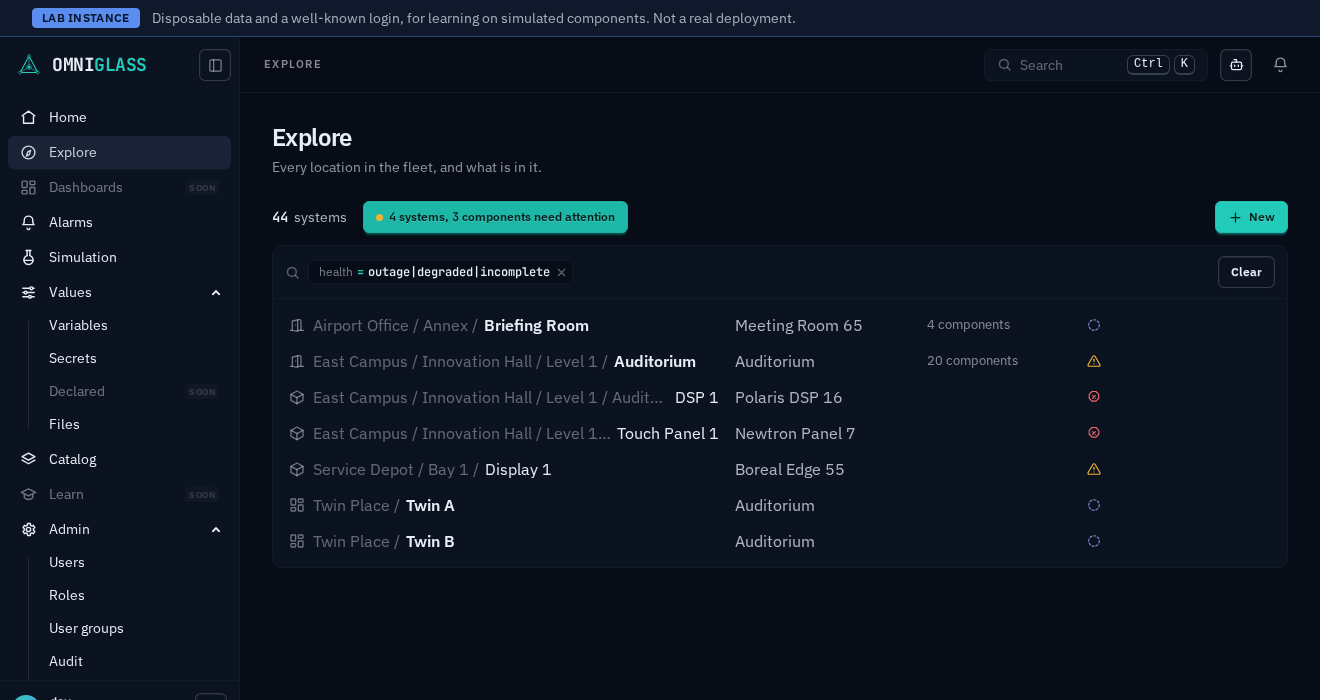 LAB INSTANCE Disposable data and a well-known login, for learning on simulated components. Not a real deployment.
OMNIGLASS
EXPLORE
Search Ctrl K
Home
Explore
Dashboards SOON
Alarms
Simulation
Values
Variables
Secrets
Declared SOON
Files
Catalog
Learn SOON
Admin
Users
Roles
User groups
Audit
Explore
Every location in the fleet, and what is in it.
44 systems 4 systems, 3 components need attention
New
health = outage|degraded|incomplete
Clear
Airport Office / Annex / Briefing Room Meeting Room 65 4 components
East Campus / Innovation Hall / Level 1 / Auditorium Auditorium 20 components
East Campus / Innovation Hall / Level 1 / Audit... DSP 1 Polaris DSP 16
East Campus / Innovation Hall / Level 1... Touch Panel 1 Newtron Panel 7
Service Depot / Bay 1 / Display 1 Boreal Edge 55
Twin Place / Twin A Auditorium
Twin Place / Twin B Auditorium